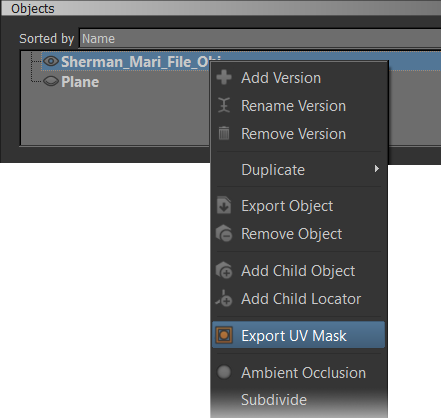 Objects
Sorted by Name
Sherman_Mari_File_Obj
Plane
Add Version
Rename Version
Remove Version
Duplicate
Export Object
Remove Object
Add Child Object
Add Child Locator
Export UV Mask
Ambient Occlusion
Subdivide